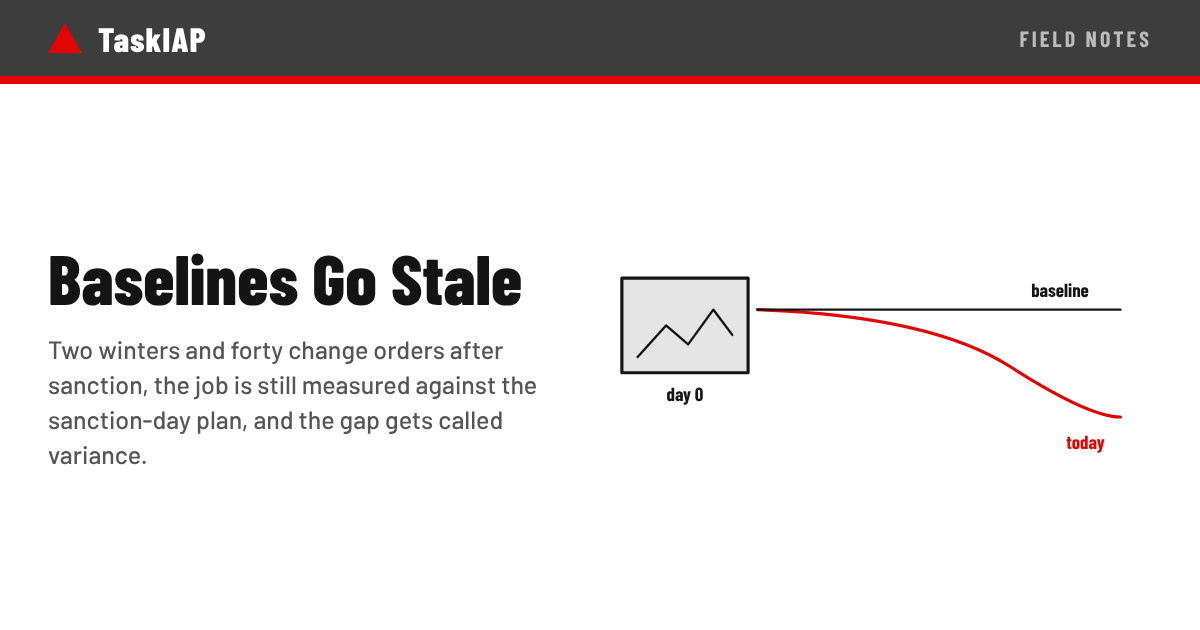 TaskIAP
FIELD NOTES
Baselines Go Stale
Two winters and forty change orders after
sanction, the job is still measured against the
sanction-day plan, and the gap gets called
variance.
day 0
baseline
today